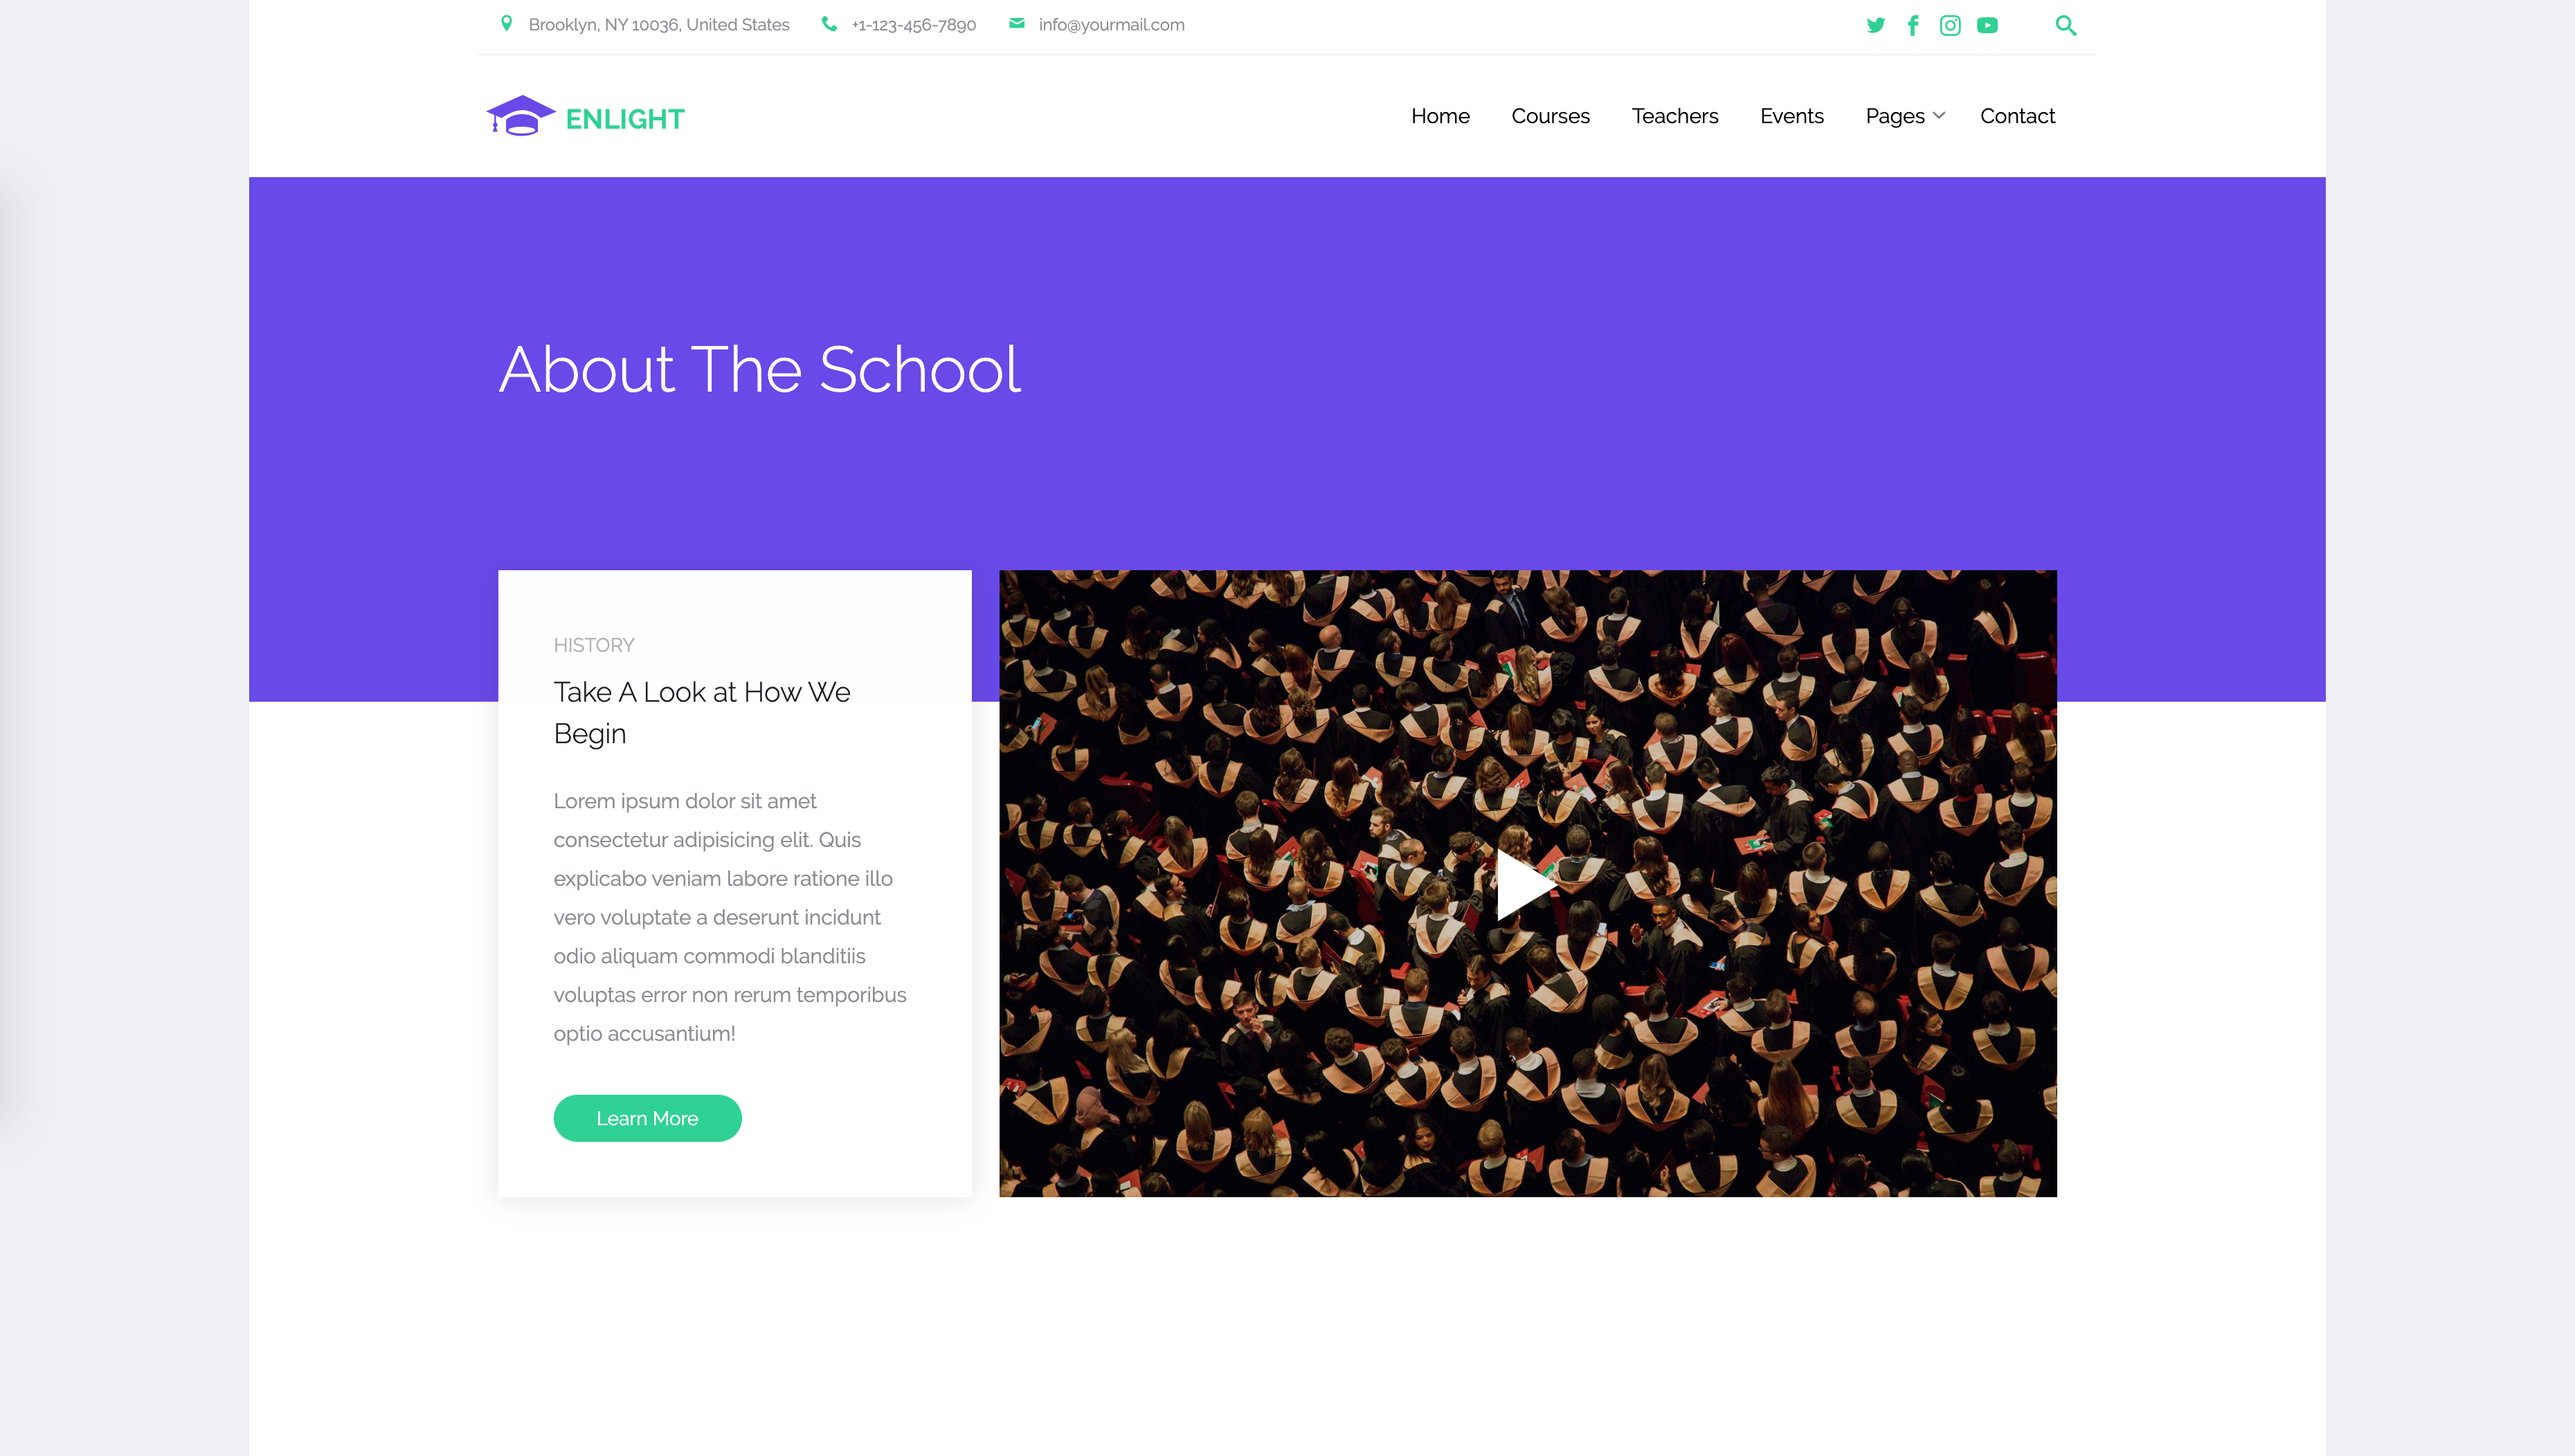 Brooklyn, NY 10036, United States +1-123-456-7890 info@yourmail.com
ENLIGHT
Home Courses Teachers Events Pages Contact
About The School
HISTORY
Take A Look at How We
Begin
Lorem ipsum dolor sit amet
consectetur adipisicing elit. Quis
explicabo veniam labore ratione illo
vero voluptate a deserunt incidunt
odio aliquam commodi blanditiis
voluptas error non rerum temporibus
optio accusantium!
Learn More